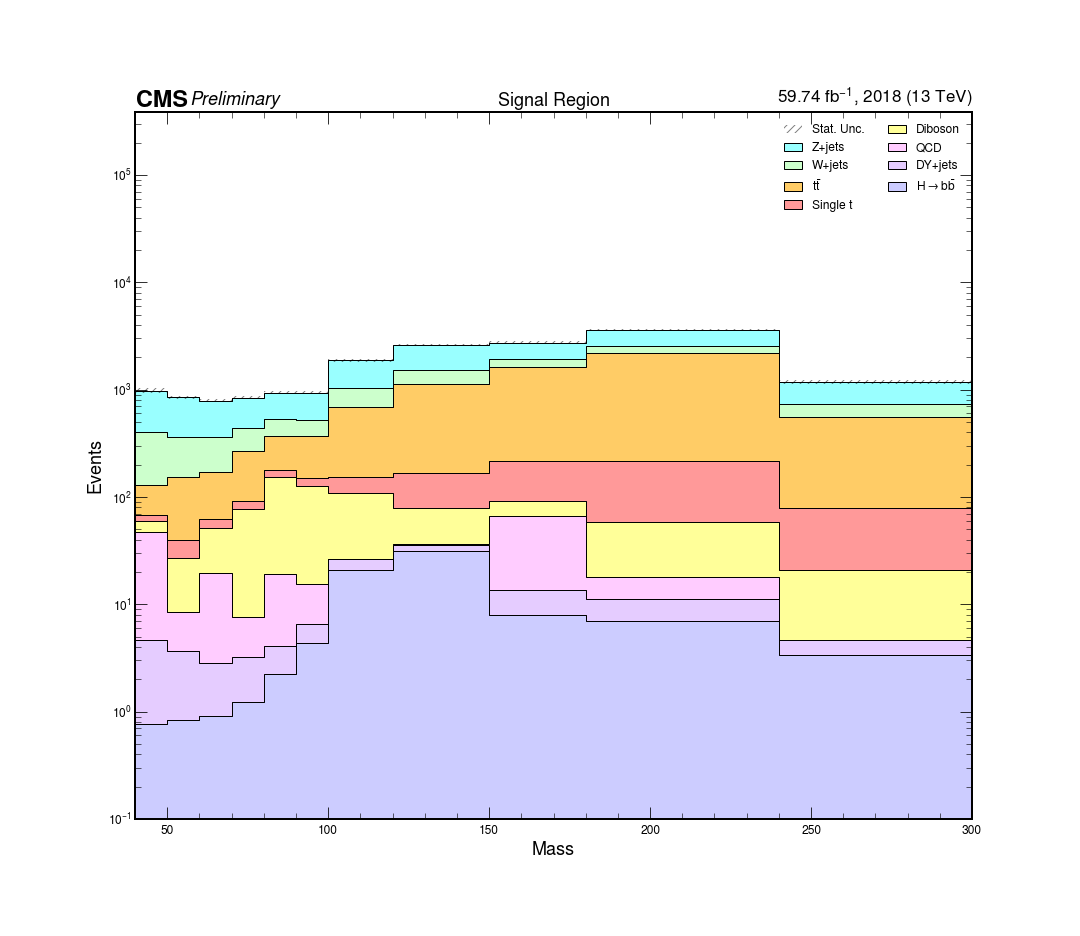 CMS Preliminary Signal Region 59.74 fb⁻¹, 2018 (13 TeV)
Stat. Unc. Diboson
Z+jets QCD
W+jets DY+jets
tt̄ H→bb̄
Single t
10⁵
10⁴
10³
10²
10¹
10⁰
10⁻¹
Events
50 100 150 200 250 300
Mass